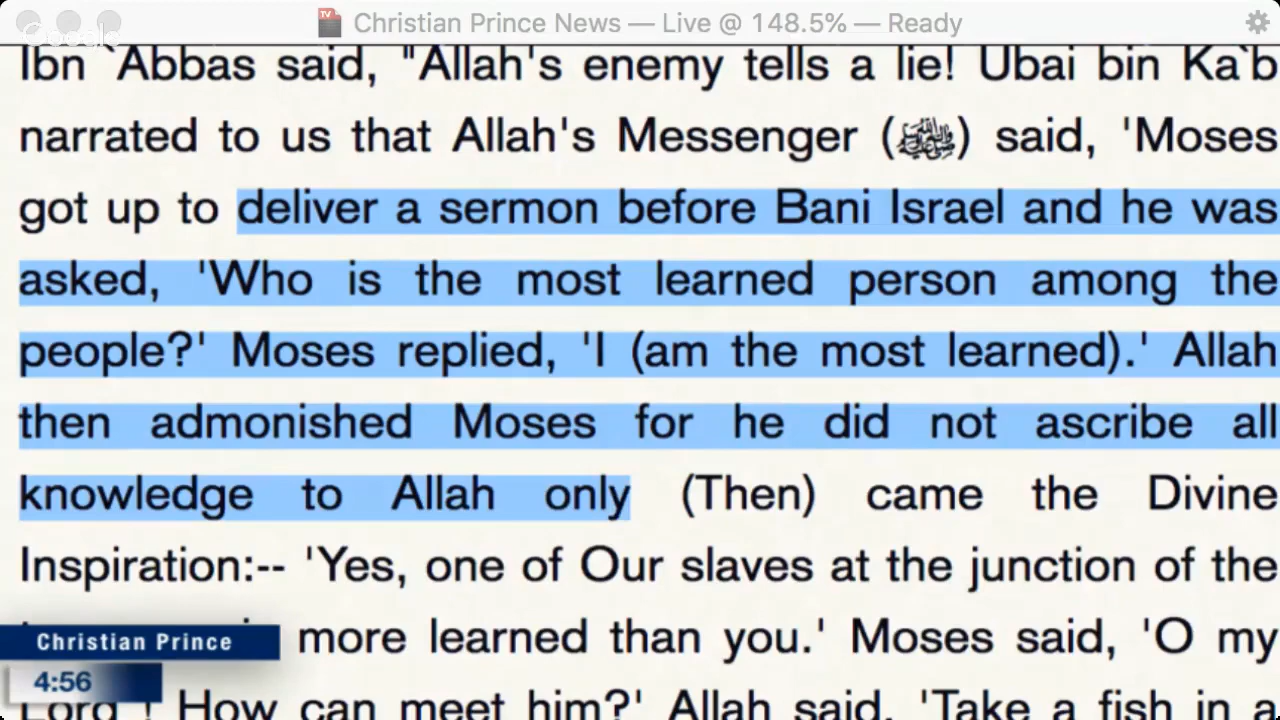 Christian Prince News — Live @ 148.5% — Ready
Ibn `Abbas said, "Allah's enemy tells a lie! Ubai bin Ka`b
narrated to us that Allah's Messenger (ﷺ) said, 'Moses
got up to deliver a sermon before Bani Israel and he was
asked, 'Who is the most learned person among the
people?' Moses replied, 'I (am the most learned).' Allah
then admonished Moses for he did not ascribe all
knowledge to Allah only (Then) came the Divine
Inspiration:-- 'Yes, one of Our slaves at the junction of the
more learned than you.' Moses said, 'O my
Lord ! How can meet him?' Allah said, 'Take a fish in a
Christian Prince
4:56